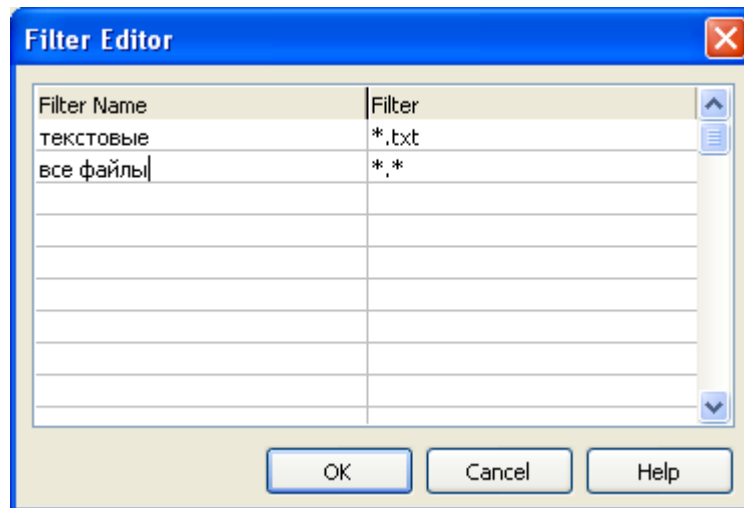 Filter Editor
Filter Name Filter
текстовые *.txt
все файлы *.*
OK Cancel Help